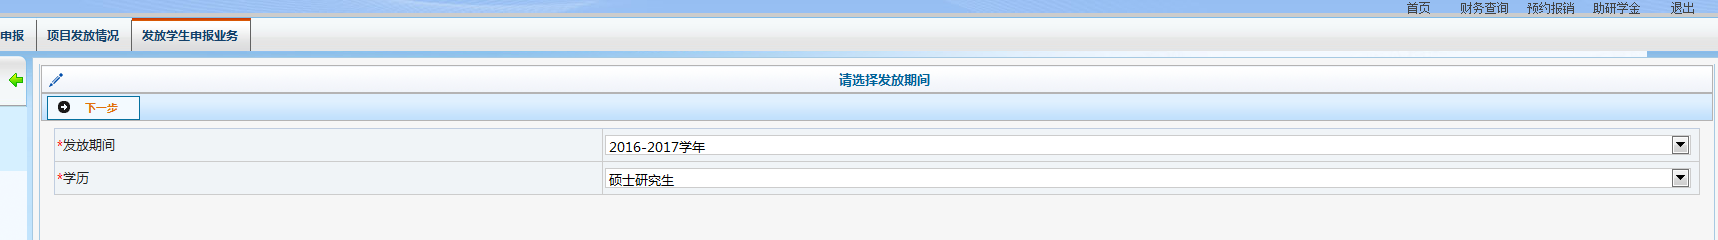 首页 财务查询 预约报销 助研学金 退出
申报 项目发放情况 发放学生申报业务
请选择发放期间
下一步
*发放期间 2016-2017学年
*学历 硕士研究生